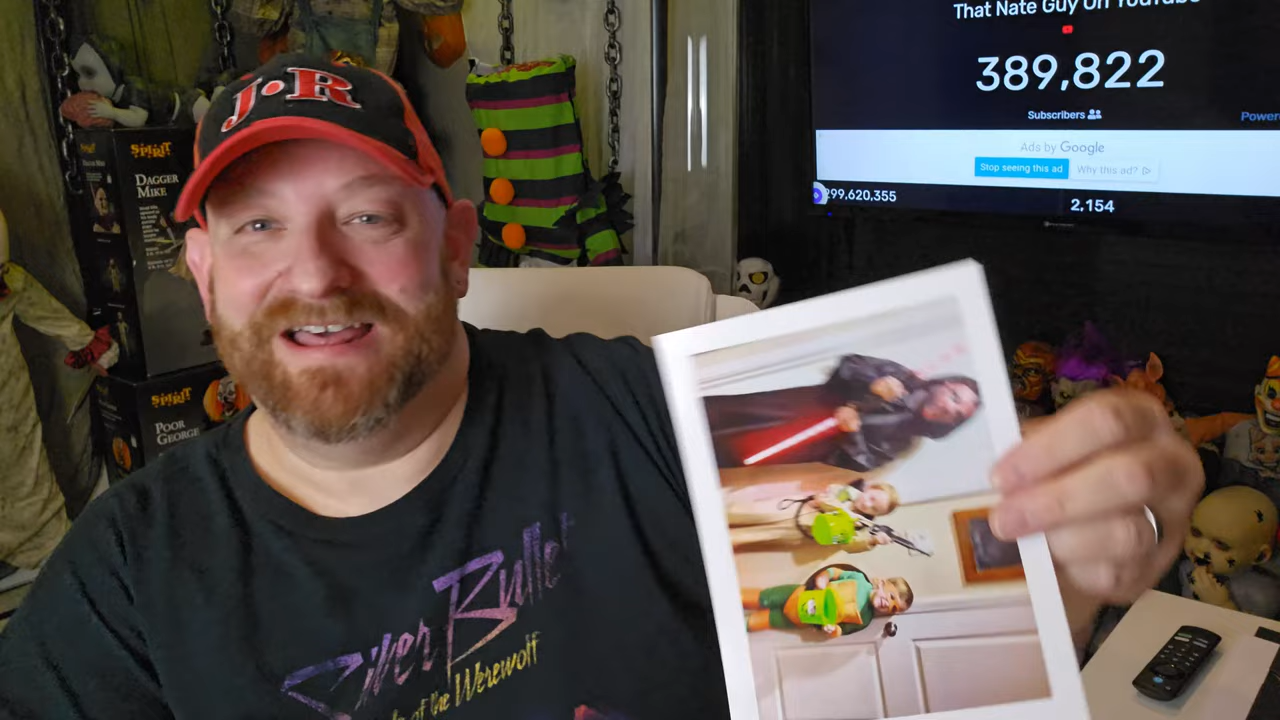 That Nate Guy On YouTube
389,822
Subscribers
Powere
Ads by Google
Stop seeing this ad
Why this ad?
299,620,355
2,154
J•R
SPIRIT
DAGGER
MIKE
SPIRIT
POOR
GEORGE
Silver Bullet
of the Werewolf